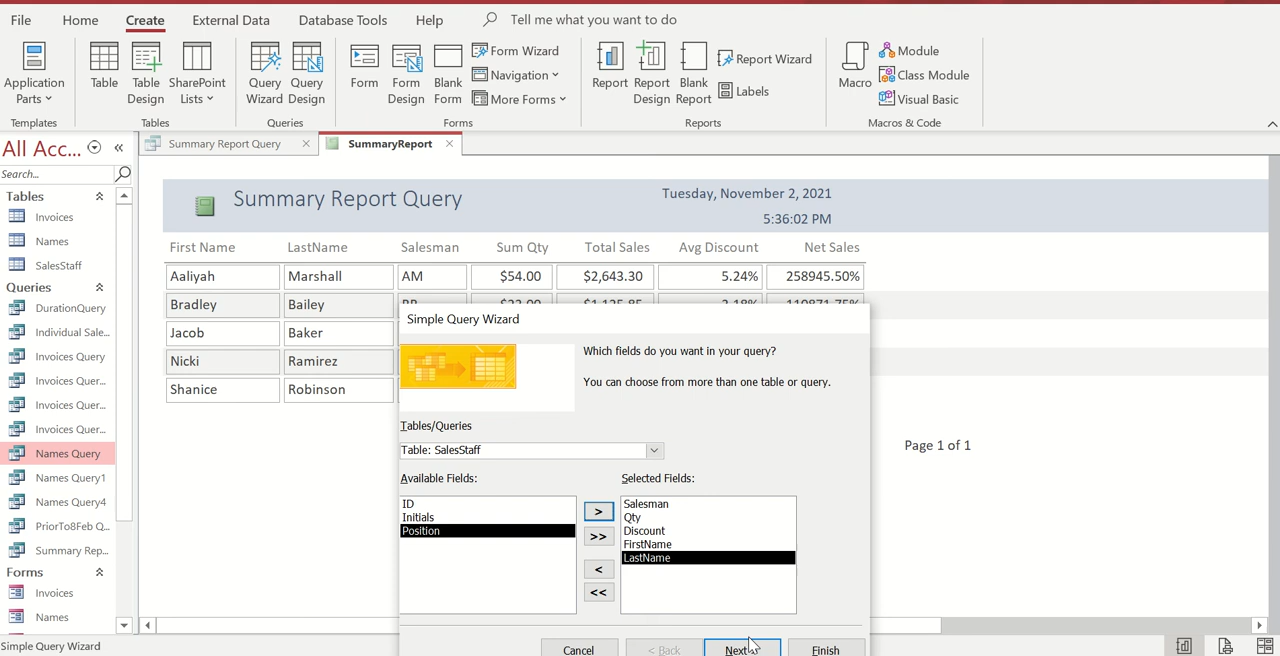 File Home Create External Data Database Tools Help Tell me what you want to do
Application Parts
Table
Table Design
SharePoint Lists
Query Wizard
Query Design
Form
Form Design
Blank Form
Form Wizard
Navigation
More Forms
Report
Report Design
Blank Report
Report Wizard
Labels
Macro
Module
Class Module
Visual Basic
Templates Tables Queries Forms Reports Macros & Code
All Acc...
Search...
Tables
Invoices
Names
SalesStaff
Queries
DurationQuery
Individual Sale...
Invoices Query
Invoices Quer...
Invoices Quer...
Invoices Quer...
Names Query
Names Query1
Names Query4
PriorTo8Feb Q...
Summary Rep...
Forms
Invoices
Names
Summary Report Query SummaryReport
Summary Report Query
Tuesday, November 2, 2021
5:36:02 PM
First Name LastName Salesman Sum Qty Total Sales Avg Discount Net Sales
Aaliyah Marshall AM $54.00 $2,643.30 5.24% 258945.50%
Bradley Bailey
Jacob Baker
Nicki Ramirez
Shanice Robinson
Page 1 of 1
Simple Query Wizard
Which fields do you want in your query?
You can choose from more than one table or query.
Tables/Queries
Table: SalesStaff
Available Fields:
ID
Initials
Position
>
>>
<
<<
Selected Fields:
Salesman
Qty
Discount
FirstName
LastName
Cancel < Back Next Finish
Simple Query Wizard